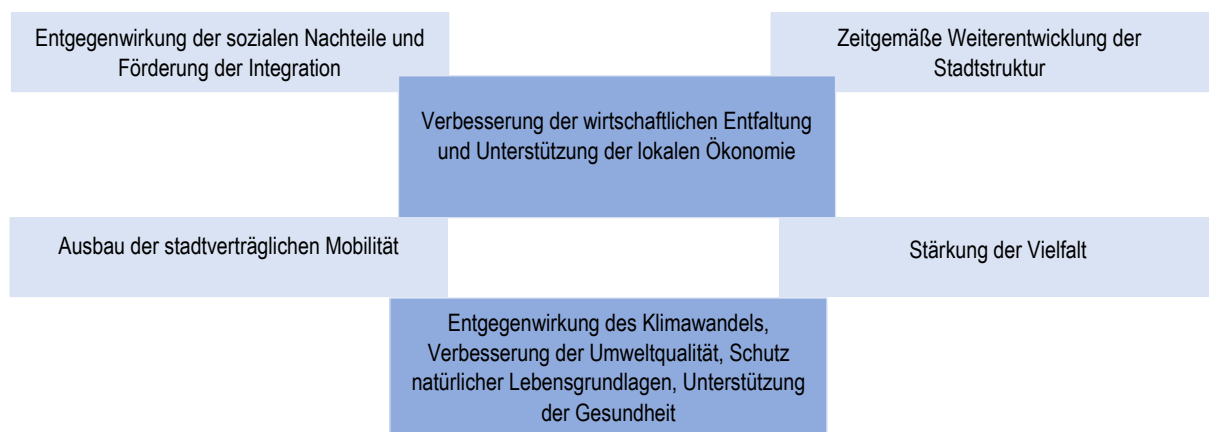 Entgegenwirkung der sozialen Nachteile und
Förderung der Integration
Zeitgemäße Weiterentwicklung der
Stadtstruktur
Verbesserung der wirtschaftlichen Entfaltung
und Unterstützung der lokalen Ökonomie
Ausbau der stadtverträglichen Mobilität
Stärkung der Vielfalt
Entgegenwirkung des Klimawandels,
Verbesserung der Umweltqualität, Schutz
natürlicher Lebensgrundlagen, Unterstützung
der Gesundheit